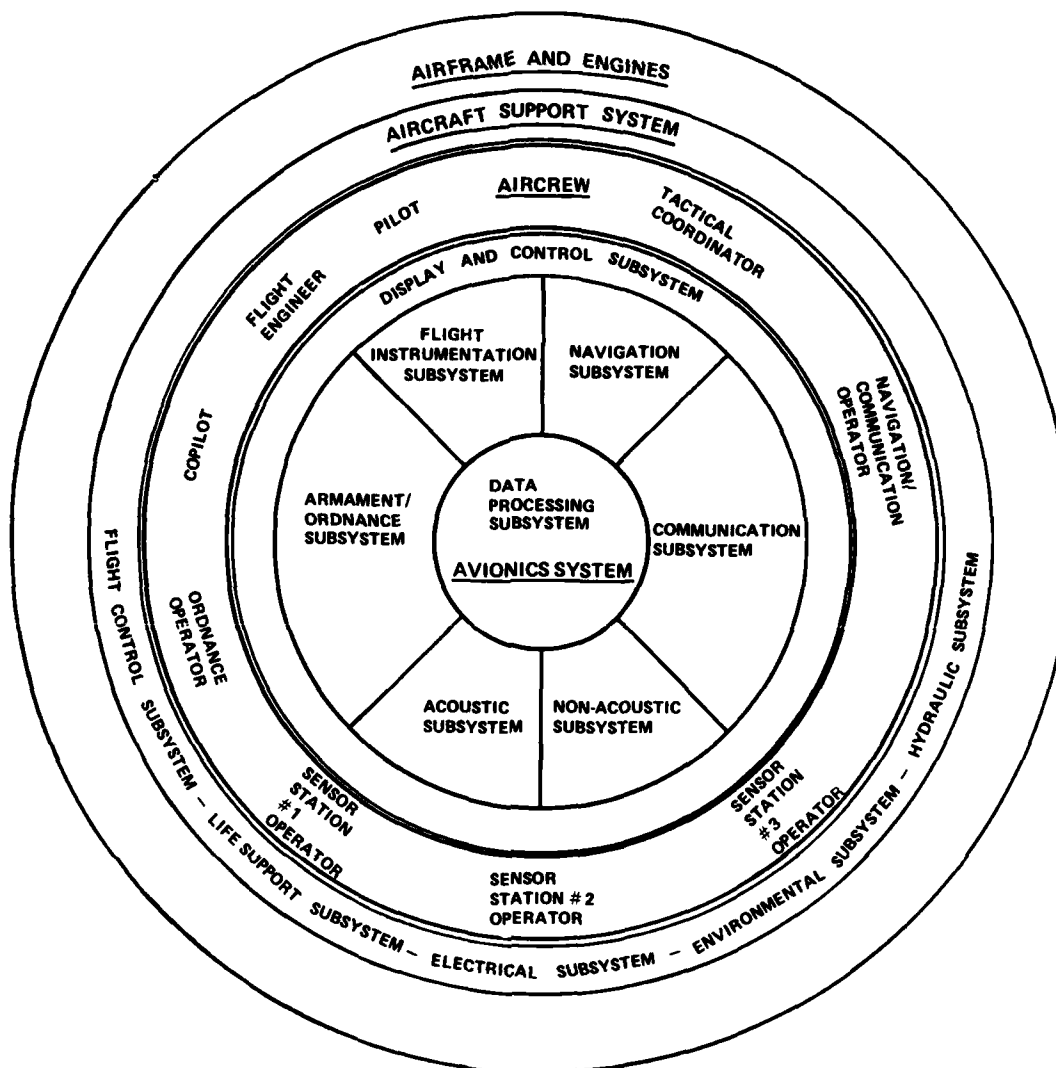 AIRFRAME AND ENGINES
AIRCRAFT SUPPORT SYSTEM
AIRCREW
PILOT
TACTICAL
COORDINATOR
FLIGHT
ENGINEER
DISPLAY AND CONTROL SUBSYSTEM
FLIGHT
INSTRUMENTATION
SUBSYSTEM
NAVIGATION
SUBSYSTEM
NAVIGATION/
COMMUNICATION
OPERATOR
COPILOT
ARMAMENT/
ORDNANCE
SUBSYSTEM
DATA
PROCESSING
SUBSYSTEM
AVIONICS SYSTEM
COMMUNICATION
SUBSYSTEM
ORDNANCE
OPERATOR
ACOUSTIC
SUBSYSTEM
NON-ACOUSTIC
SUBSYSTEM
SENSOR
STATION
#1
OPERATOR
SENSOR
STATION #2
OPERATOR
SENSOR
STATION
#3
OPERATOR
FLIGHT CONTROL SUBSYSTEM – LIFE SUPPORT SUBSYSTEM – ELECTRICAL SUBSYSTEM – ENVIRONMENTAL SUBSYSTEM – HYDRAULIC SUBSYSTEM